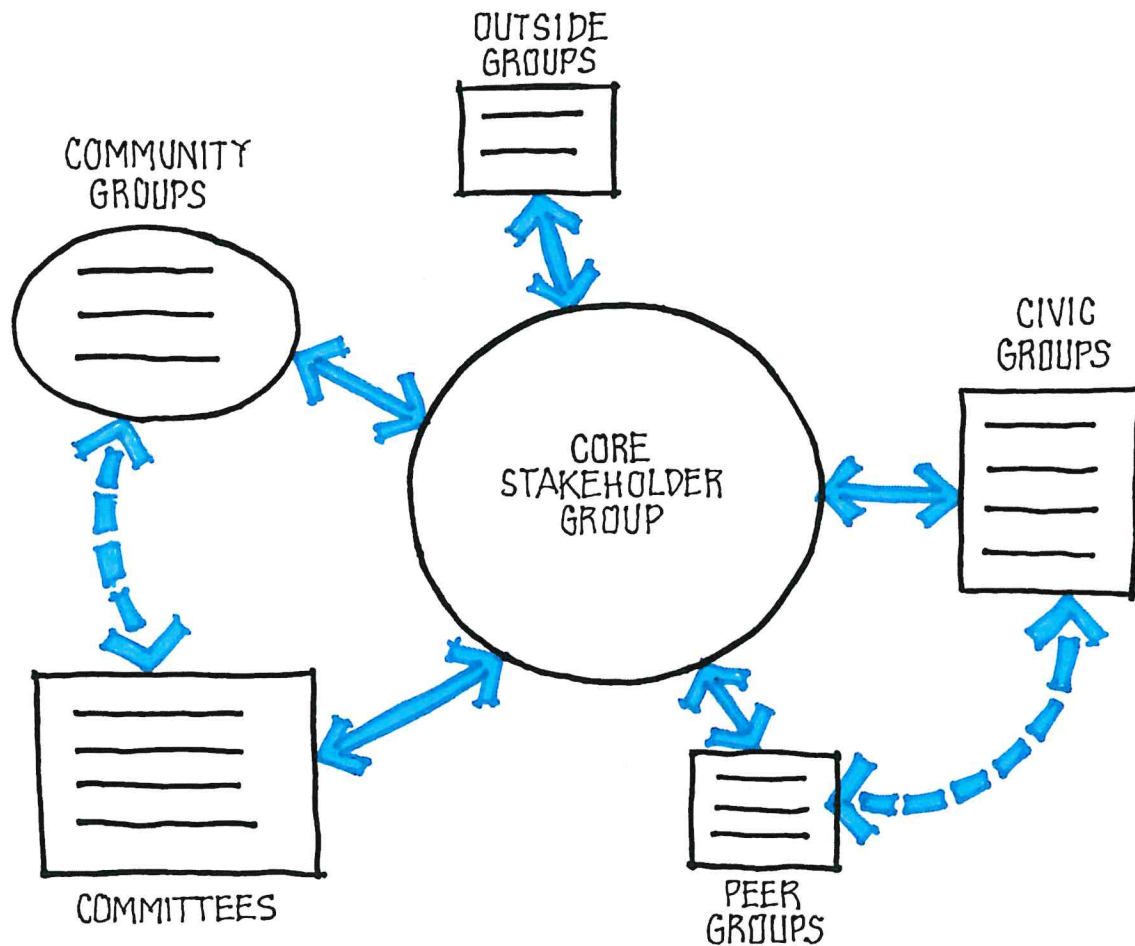 OUTSIDE
GROUPS
COMMUNITY
GROUPS
CIVIC
GROUPS
CORE
STAKEHOLDER
GROUP
COMMITTEES
PEER
GROUPS